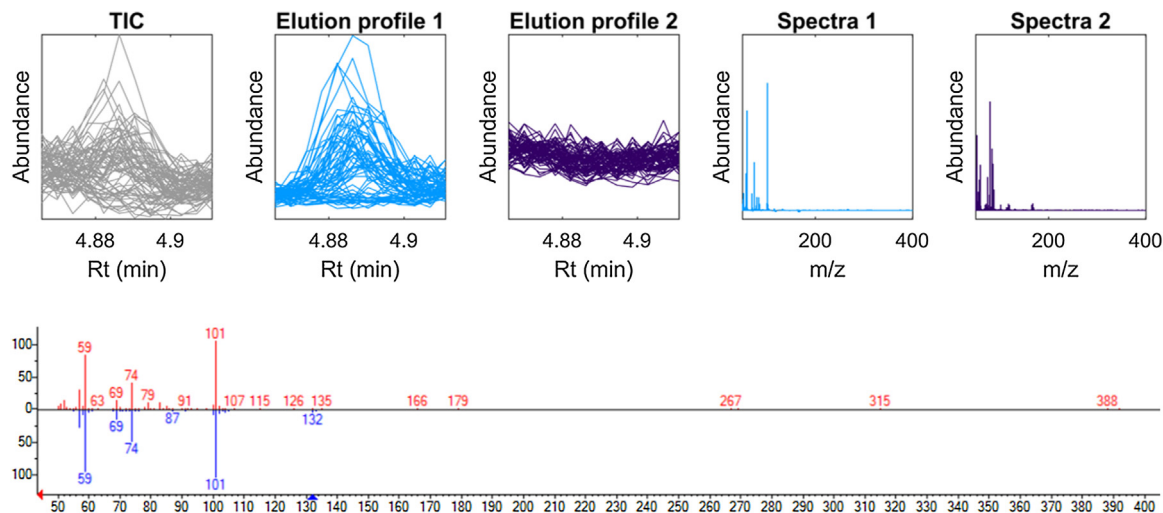 TIC Elution profile 1 Elution profile 2 Spectra 1 Spectra 2
Abundance Abundance Abundance Abundance Abundance
4.88 4.9 4.88 4.9 4.88 4.9 200 400 200 400
Rt (min) Rt (min) Rt (min) m/z m/z
101
100 59
50 74
69 79
63 91 107 115 126 135 166 179 267 315 388
0
69 87 132
50 74
100 59 101
50 60 70 80 90 100 110 120 130 140 150 160 170 180 190 200 210 220 230 240 250 260 270 280 290 300 310 320 330 340 350 360 370 380 390 400